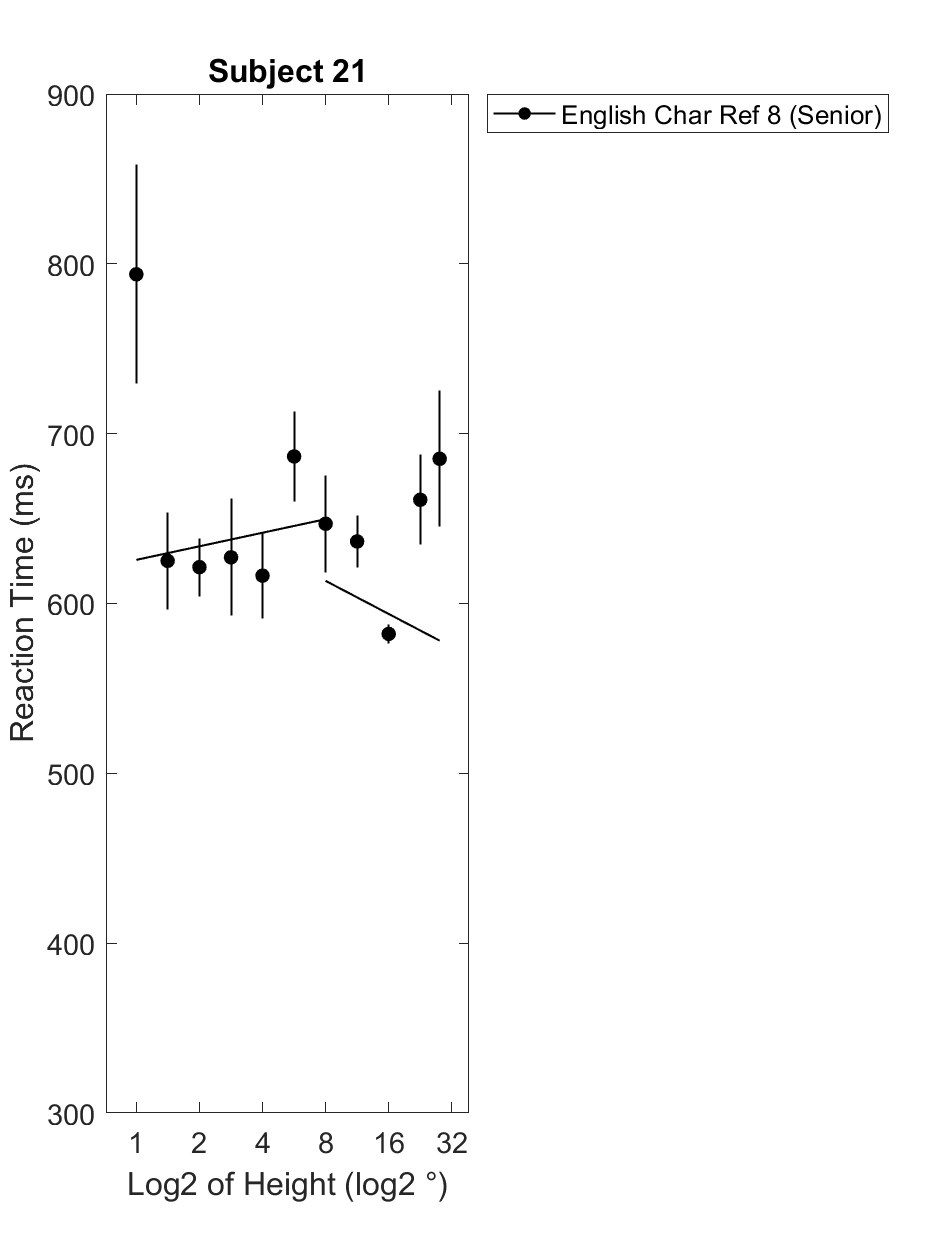 Subject 21
English Char Ref 8 (Senior)
900
800
700
600
500
400
300
Reaction Time (ms)
1 2 4 8 16 32
Log2 of Height (log2 °)